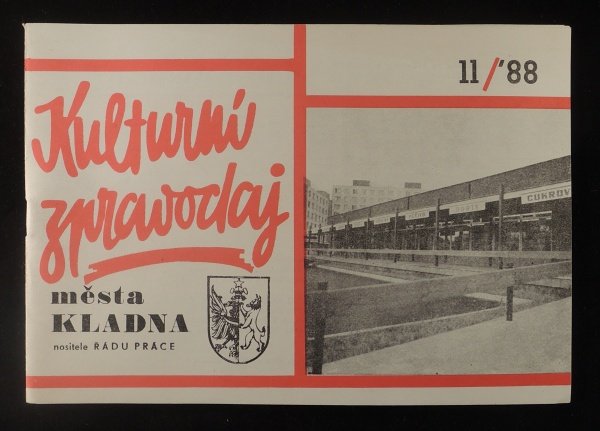 11/'88
Kulturní
zpravodaj
města
KLADNA
nositele ŘÁDU PRÁCE
CUKROV